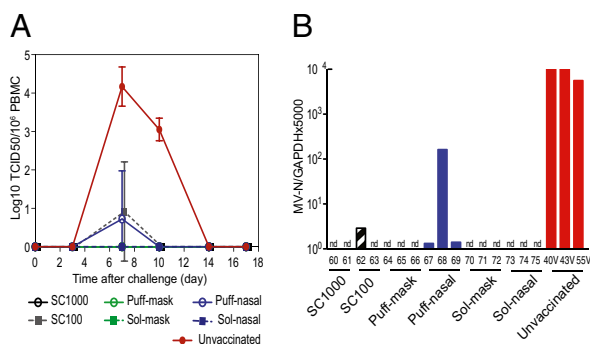 A
Log10 TCID50/10⁶ PBMC
5
4
3
2
1
0
0 2 4 6 8 10 12 14 16 18
Time after challenge (day)
SC1000 Puff-mask Puff-nasal
SC100 Sol-mask Sol-nasal
Unvaccinated
B
MV-N/GAPDHx5000
10⁴
10³
10²
10¹
10⁰
nd nd nd nd nd nd nd nd nd nd nd nd
60 61 62 63 64 65 66 67 68 69 70 71 72 73 74 75 40V 43V 55V
SC1000 SC100 Puff-mask Puff-nasal Sol-mask Sol-nasal Unvaccinated